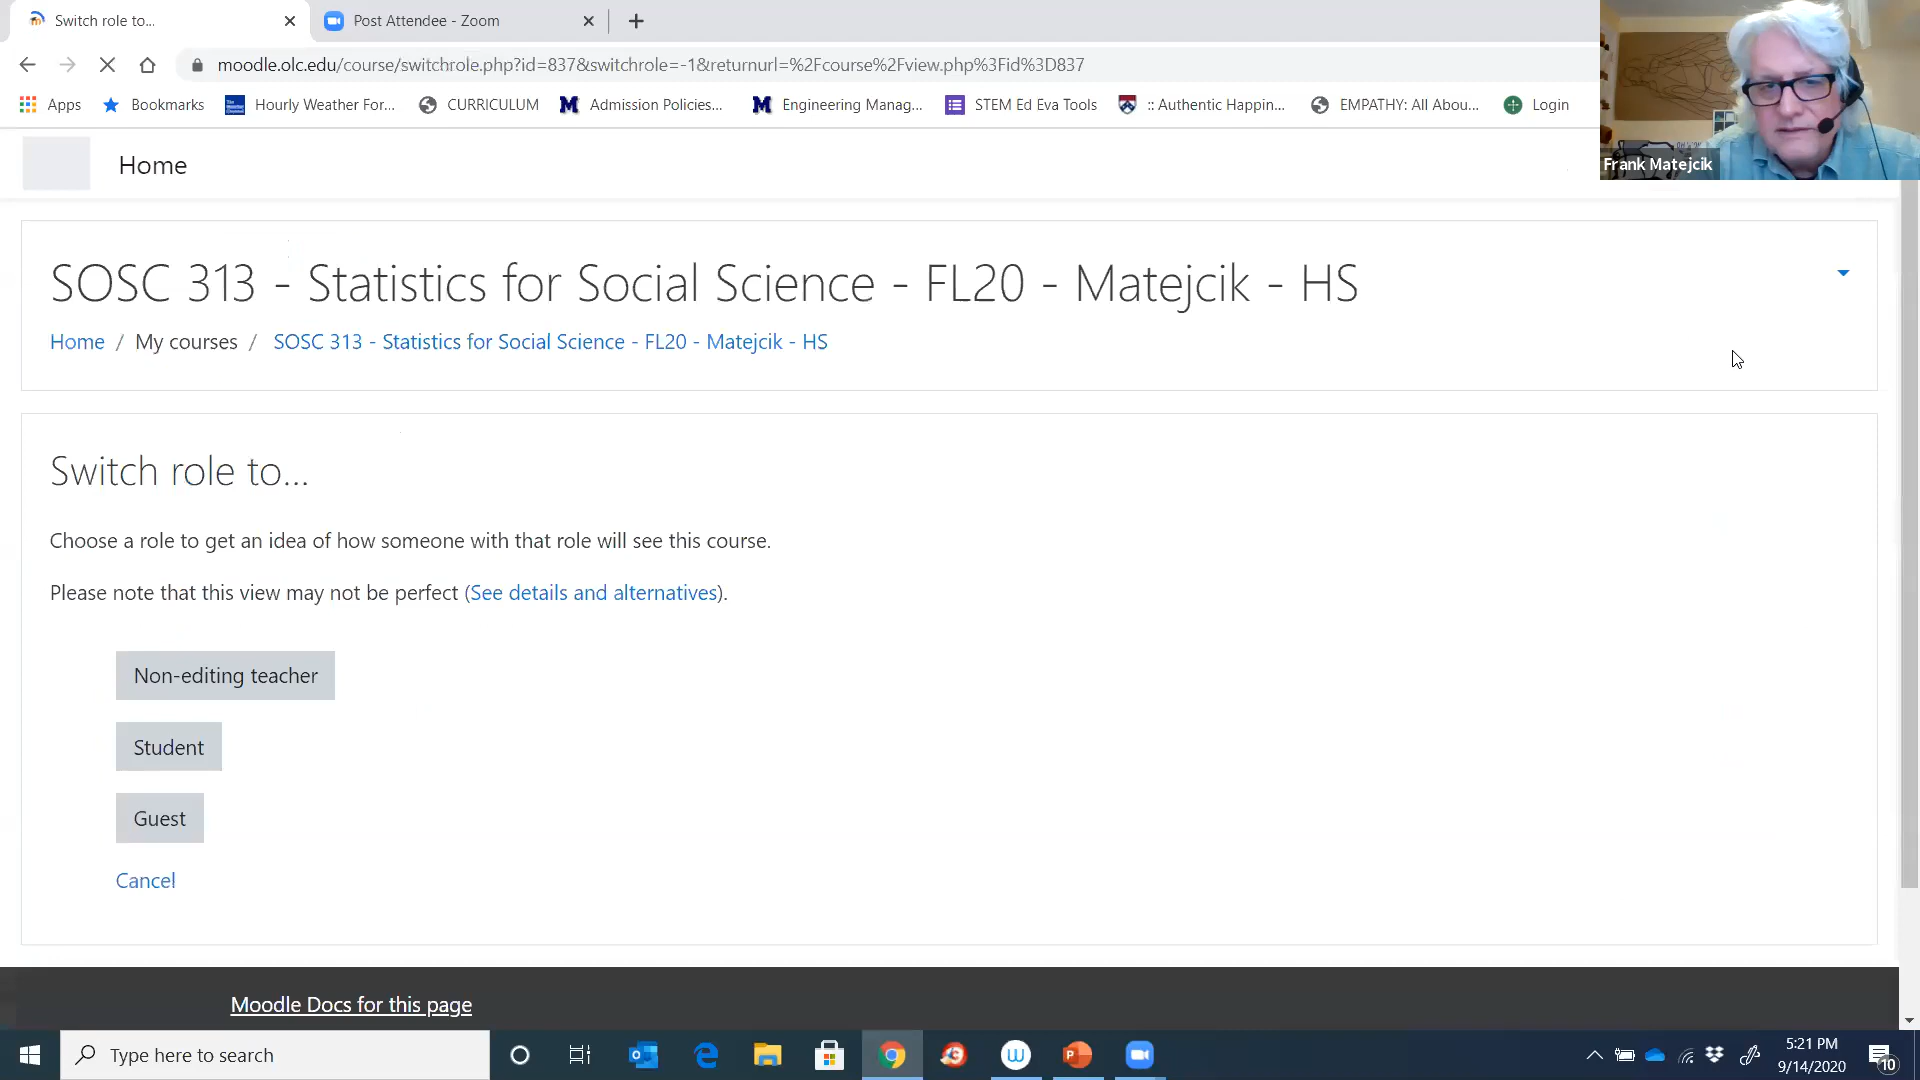 Switch role to...
Post Attendee - Zoom
moodle.olc.edu/course/switchrole.php?id=837&switchrole=-1&returnurl=%2Fcourse%2Fview.php%3Fid%3D837
Apps
Bookmarks
Hourly Weather For...
CURRICULUM
Admission Policies...
Engineering Manag...
STEM Ed Eva Tools
:: Authentic Happin...
EMPATHY: All Abou...
Login
Frank Matejcik
Home
SOSC 313 - Statistics for Social Science - FL20 - Matejcik - HS
Home / My courses / SOSC 313 - Statistics for Social Science - FL20 - Matejcik - HS
Switch role to...
Choose a role to get an idea of how someone with that role will see this course.
Please note that this view may not be perfect (See details and alternatives).
Non-editing teacher
Student
Guest
Cancel
Moodle Docs for this page
Type here to search
5:21 PM
9/14/2020
10